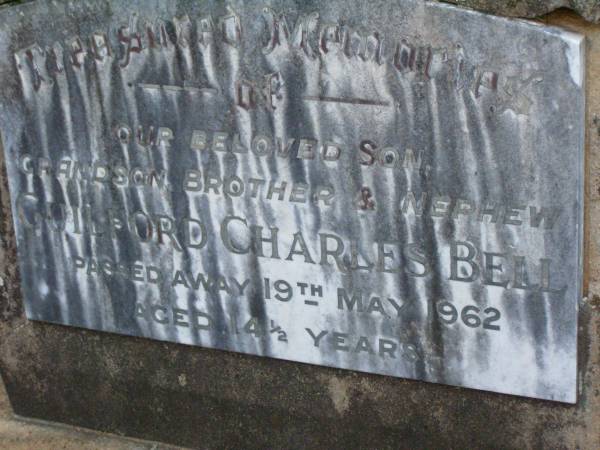 Treasured Memories
of
OUR BELOVED SON,
GRANDSON, BROTHER & NEPHEW
GUILFORD CHARLES BELL
PASSED AWAY 19TH MAY 1962
AGED 14½ YEARS.